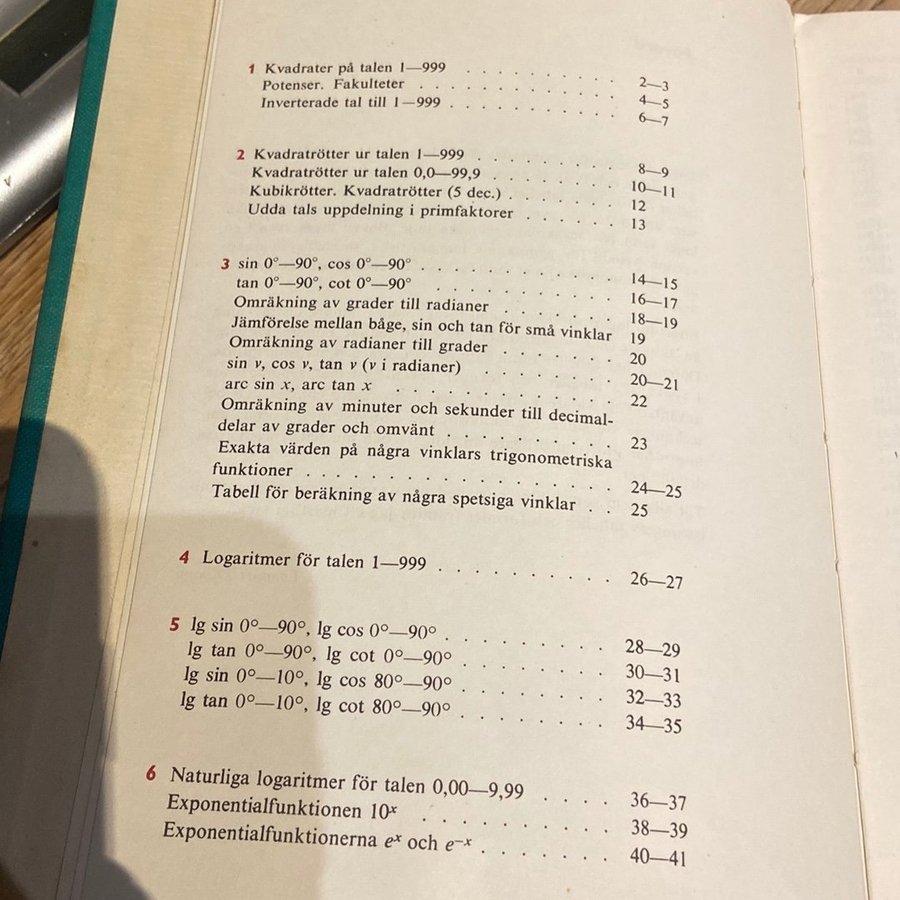 1 Kvadrater på talen 1—999 . . . . . . . . . . 2—3
Potenser. Fakulteter . . . . . . . . . . . 4—5
Inverterade tal till 1—999 . . . . . . . . . . 6—7
2 Kvadratrötter ur talen 1—999 . . . . . . . . 8—9
Kvadratrötter ur talen 0,0—99,9 . . . . . . . 10—11
Kubikrötter. Kvadratrötter (5 dec.) . . . . . . 12
Udda tals uppdelning i primfaktorer . . . . . . 13
3 sin 0°—90°, cos 0°—90° . . . . . . . . . . . 14—15
tan 0°—90°, cot 0°—90° . . . . . . . . . . 16—17
Omräkning av grader till radianer . . . . . . . 18—19
Jämförelse mellan båge, sin och tan för små vinklar 19
Omräkning av radianer till grader . . . . . . 20
sin v, cos v, tan v (v i radianer) . . . . . . . 20—21
arc sin x, arc tan x . . . . . . . . . . . 22
Omräkning av minuter och sekunder till decimal-
delar av grader och omvänt . . . . . . . . . 23
Exakta värden på några vinklars trigonometriska
funktioner . . . . . . . . . . . . . . . . 24—25
Tabell för beräkning av några spetsiga vinklar . . 25
4 Logaritmer för talen 1—999 . . . . . . . . . . 26—27
5 lg sin 0°—90°, lg cos 0°—90° . . . . . . . . . 28—29
lg tan 0°—90°, lg cot 0°—90° . . . . . . . . 30—31
lg sin 0°—10°, lg cos 80°—90° . . . . . . . . 32—33
lg tan 0°—10°, lg cot 80°—90° . . . . . . . . 34—35
6 Naturliga logaritmer för talen 0,00—9,99 . . . . 36—37
Exponentialfunktionen 10ˣ . . . . . . . . . . 38—39
Exponentialfunktionerna eˣ och e⁻ˣ . . . . . . . 40—41